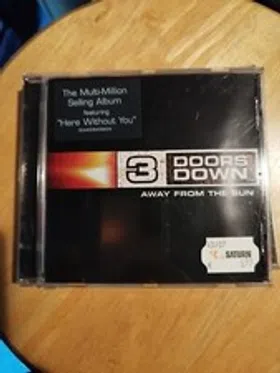 The Multi-Million
Selling Album
featuring
"Here Without You"
3 DOORS
DOWN
AWAY FROM THE SUN
SATURN